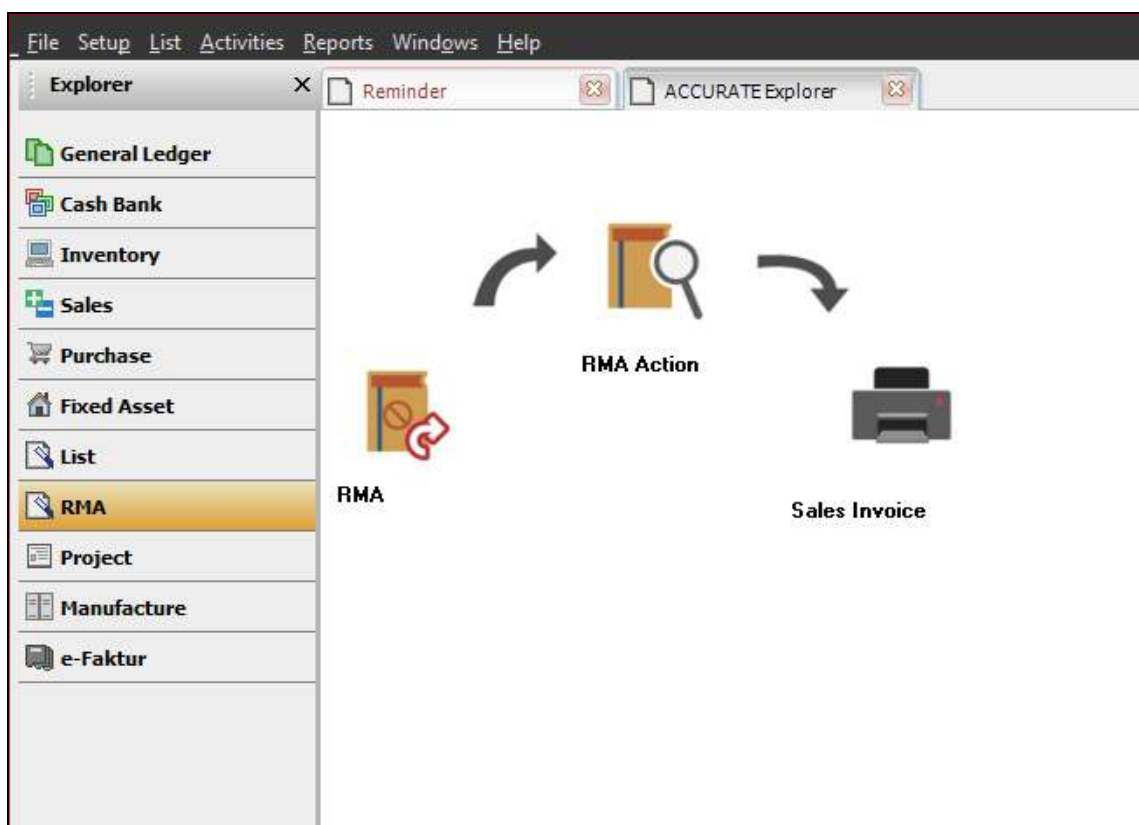 File Setup List Activities Reports Windows Help
Explorer
Reminder
ACCURATE Explorer
General Ledger
Cash Bank
Inventory
Sales
Purchase
Fixed Asset
List
RMA
Project
Manufacture
e-Faktur
RMA Action
RMA
Sales Invoice